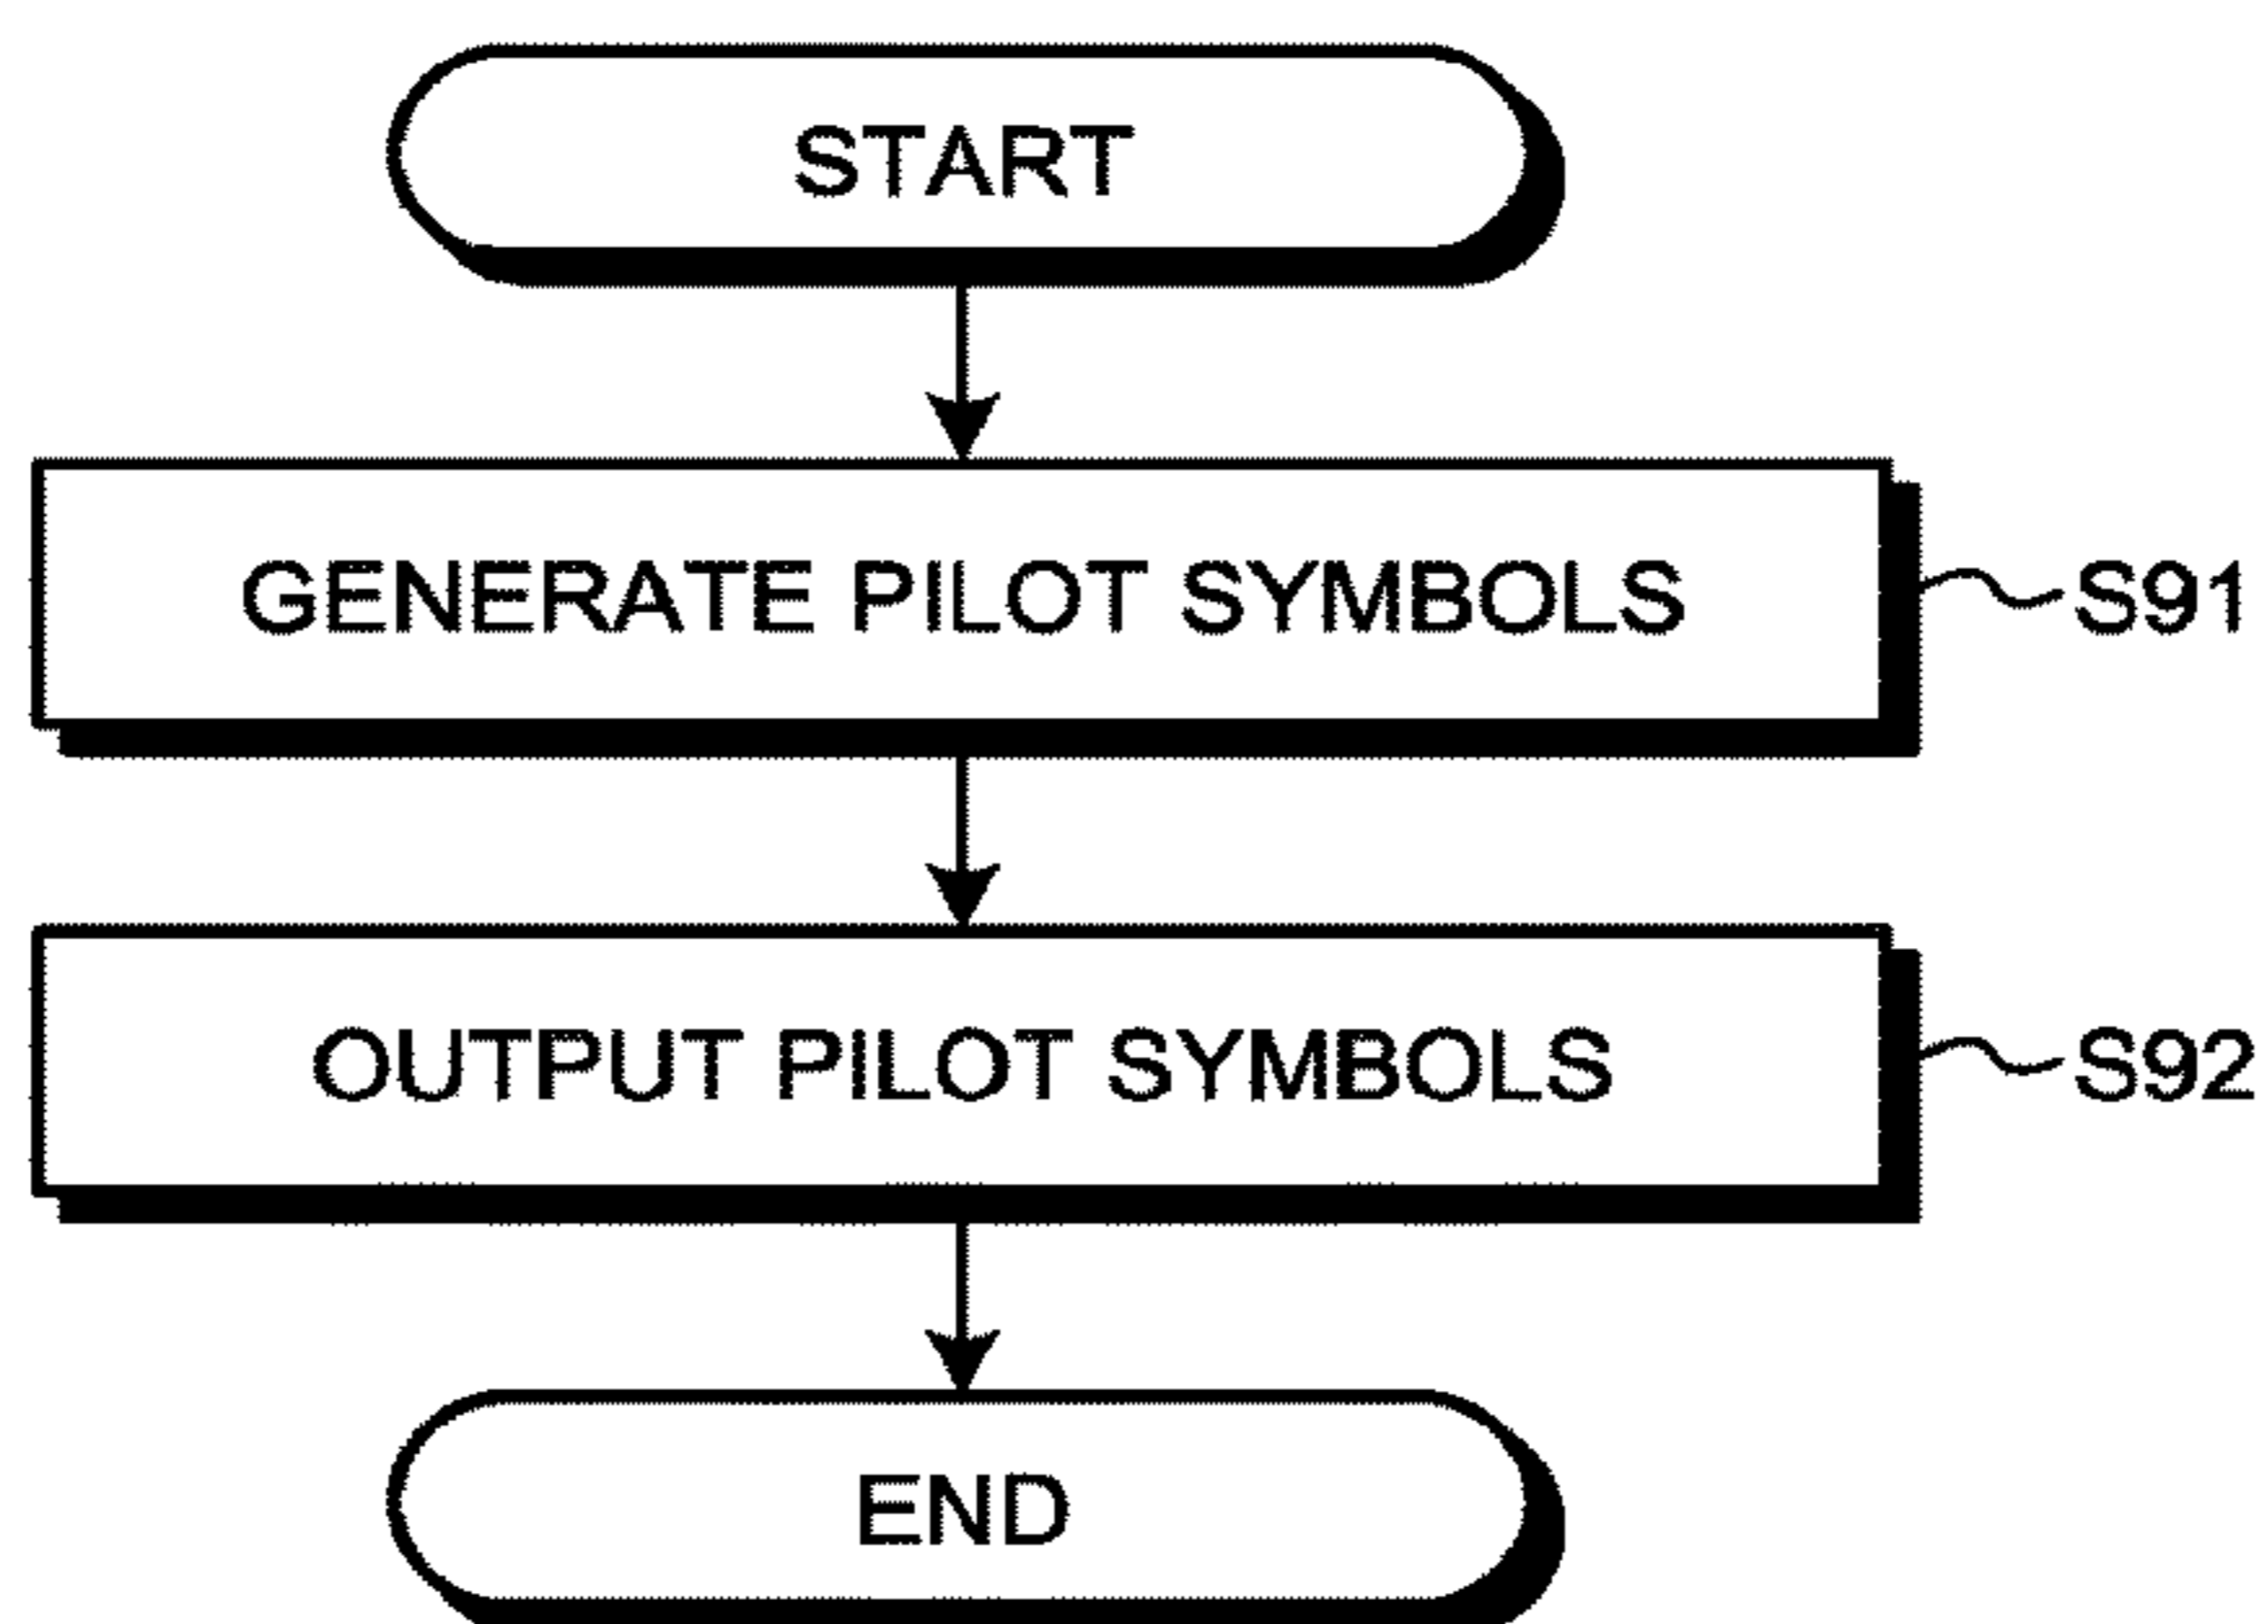 START
GENERATE PILOT SYMBOLS
S91
OUTPUT PILOT SYMBOLS
S92
END